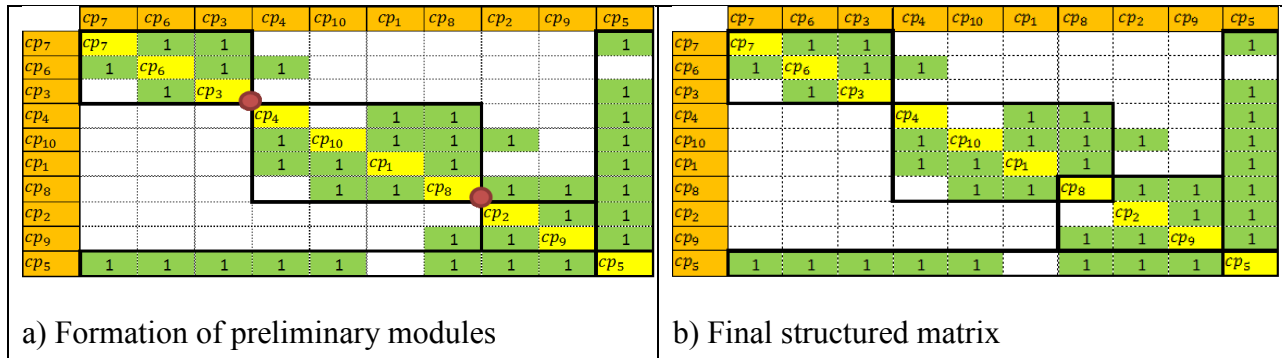 cp7 cp6 cp3 cp4 cp10 cp1 cp8 cp2 cp9 cp5
cp7 cp7 1 1 1
cp6 1 cp6 1 1
cp3 1 cp3 1
cp4 cp4 1 1 1
cp10 1 cp10 1 1 1 1
cp1 1 1 cp1 1 1
cp8 1 1 cp8 1 1 1
cp2 cp2 1 1
cp9 1 1 cp9 1
cp5 1 1 1 1 1 1 1 1 cp5
a) Formation of preliminary modules
cp7 cp6 cp3 cp4 cp10 cp1 cp8 cp2 cp9 cp5
cp7 cp7 1 1 1
cp6 1 cp6 1 1
cp3 1 cp3 1
cp4 cp4 1 1 1
cp10 1 cp10 1 1 1 1
cp1 1 1 cp1 1 1
cp8 1 1 cp8 1 1 1
cp2 cp2 1 1
cp9 1 1 cp9 1
cp5 1 1 1 1 1 1 1 1 cp5
b) Final structured matrix